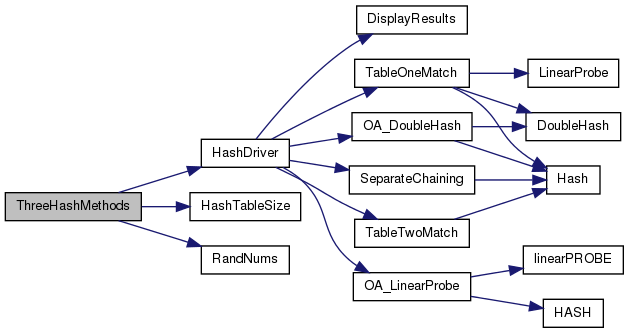 DisplayResults
TableOneMatch
LinearProbe
OA_DoubleHash
DoubleHash
HashDriver
SeparateChaining
Hash
ThreeHashMethods
HashTableSize
TableTwoMatch
RandNums
linearPROBE
OA_LinearProbe
HASH